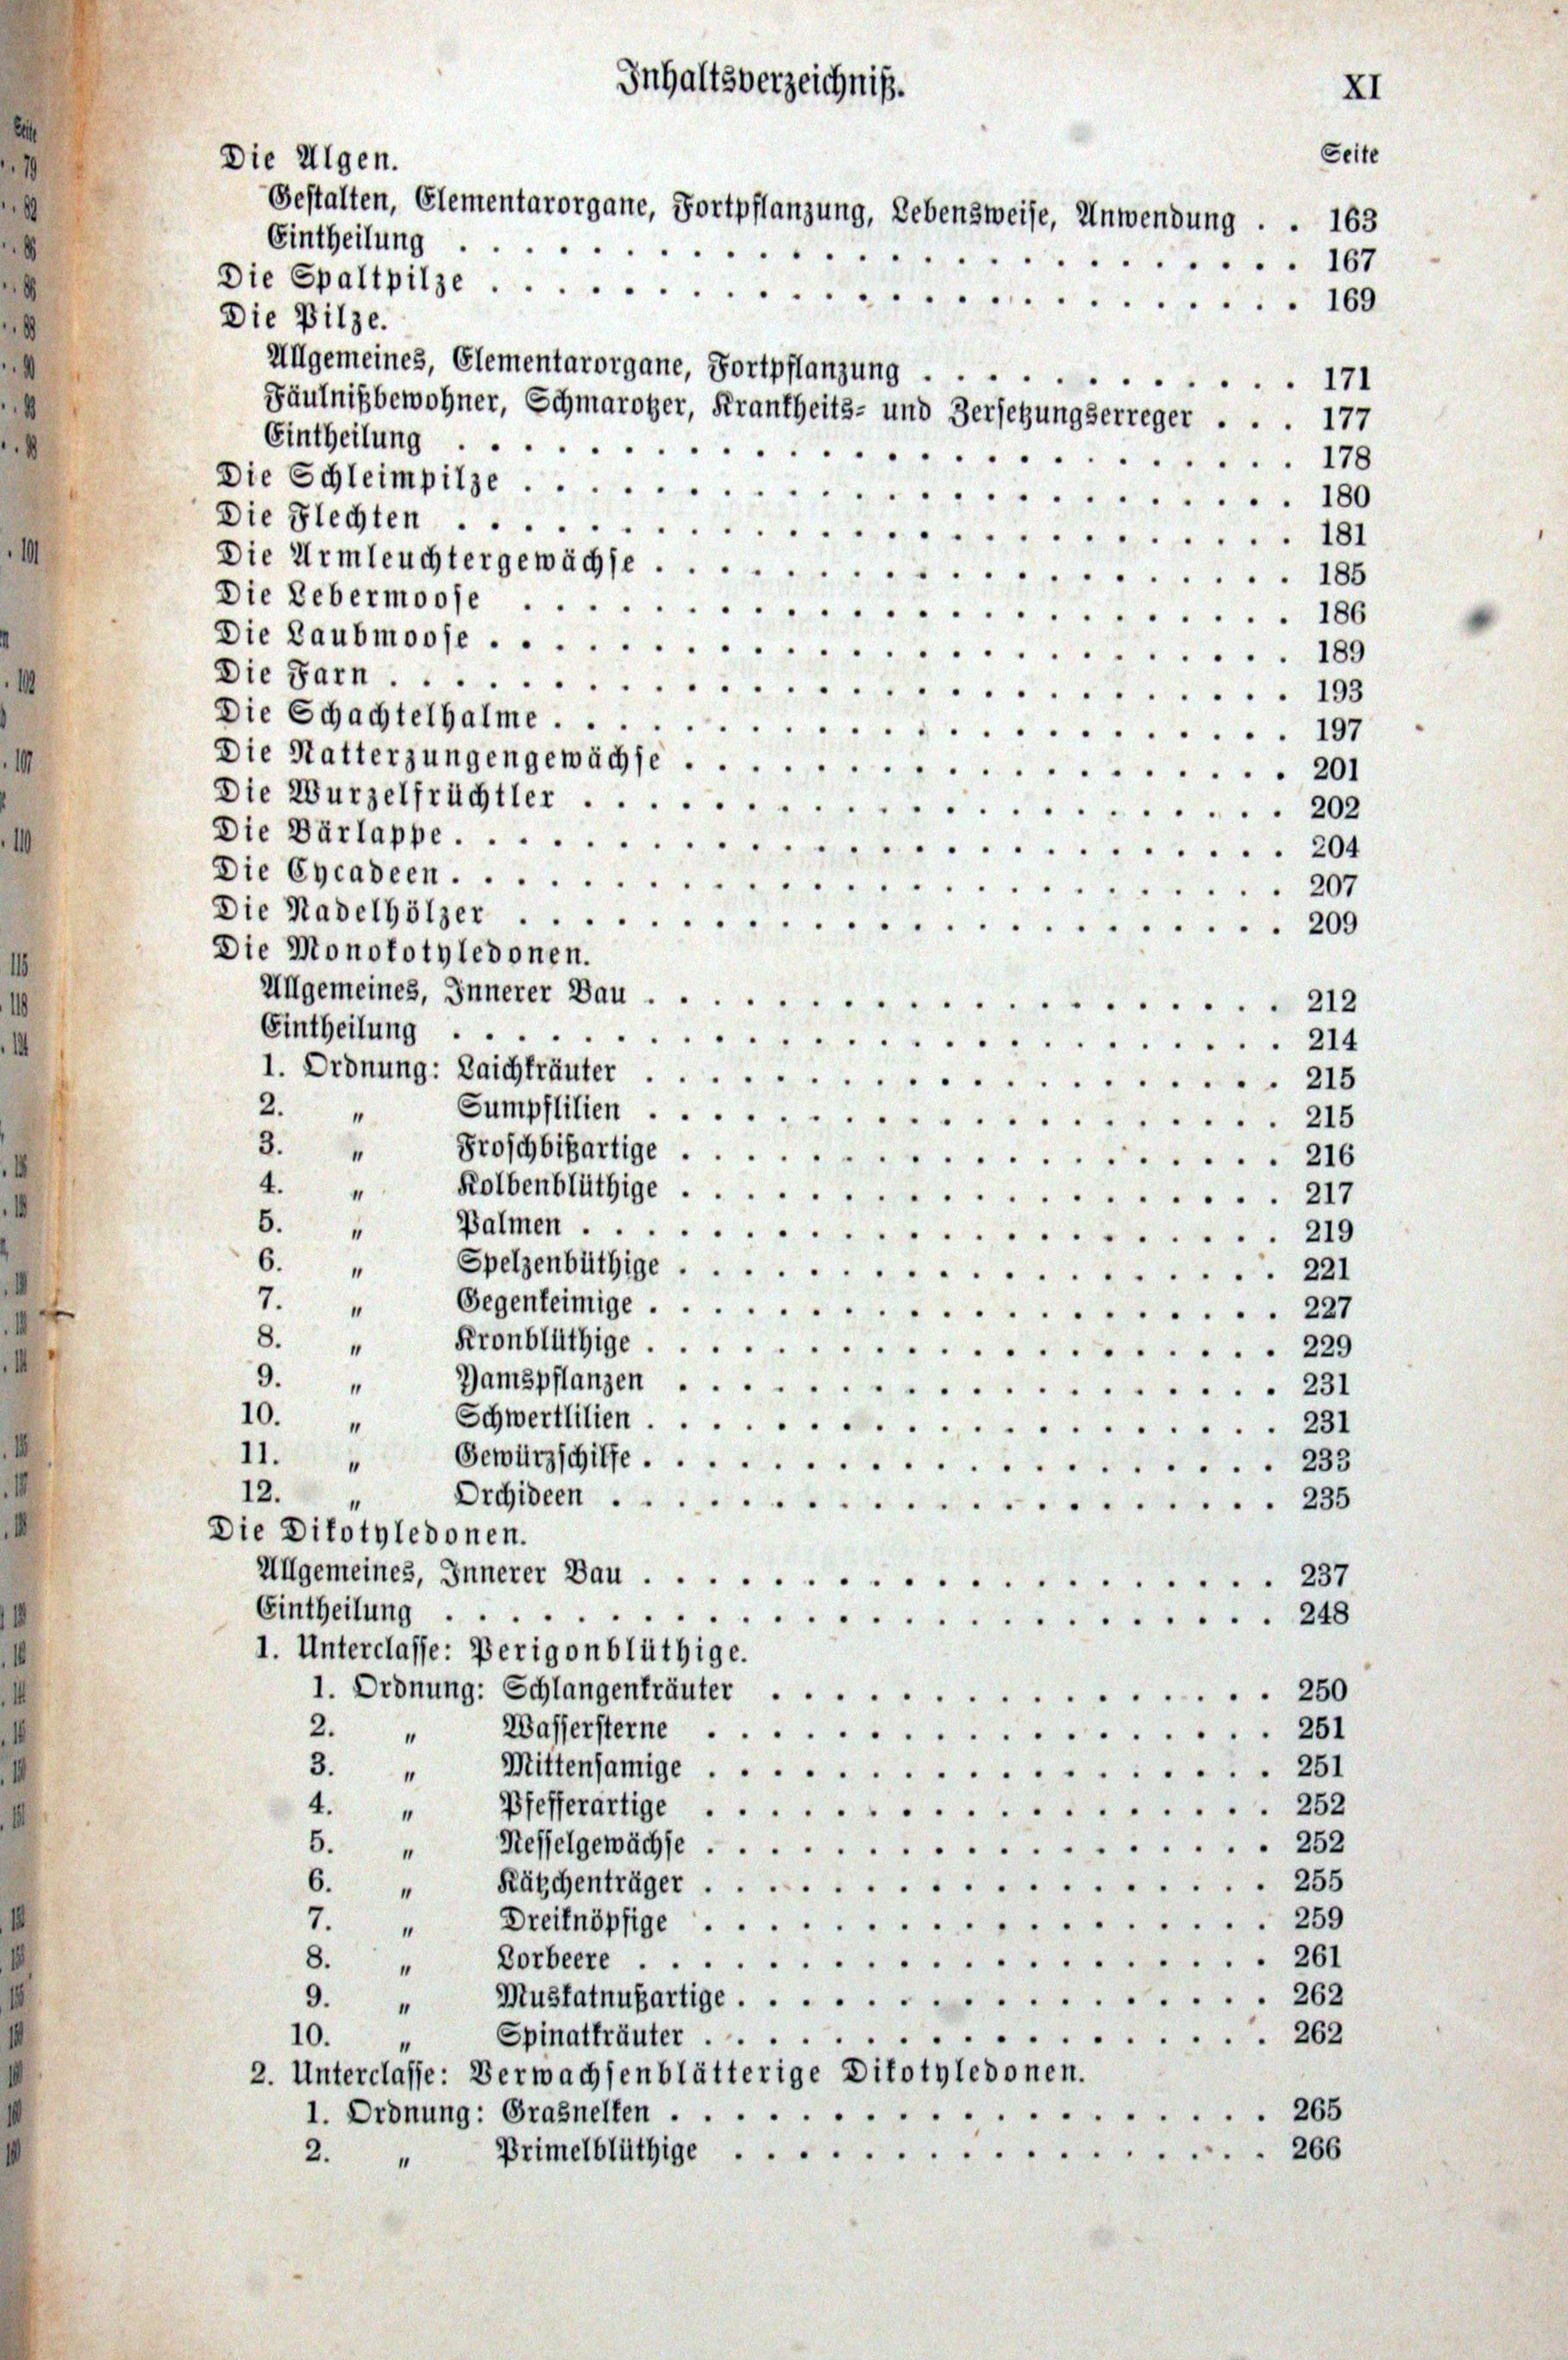 Inhaltsverzeichniß.
XI
Seite
Die Algen.
Gestalten, Elementarorgane, Fortpflanzung, Lebensweise, Anwendung . . 163
Eintheilung . . . 167
Die Spaltpilze . . . 169
Die Pilze.
Allgemeines, Elementarorgane, Fortpflanzung . . . 171
Fäulnißbewohner, Schmarotzer, Krankheits- und Zersetzungserreger . . . 177
Eintheilung . . . 178
Die Schleimpilze . . . 180
Die Flechten . . . 181
Die Armleuchtergewächse . . . 185
Die Lebermoose . . . 186
Die Laubmoose . . . 189
Die Farn . . . 193
Die Schachtelhalme . . . 197
Die Natterzungengewächse . . . 201
Die Wurzelfrüchtler . . . 202
Die Bärlappe . . . 204
Die Cycadeen . . . 207
Die Nadelhölzer . . . 209
Die Monokotyledonen.
Allgemeines, Innerer Bau . . . 212
Eintheilung . . . 214
1. Ordnung: Laichkräuter . . . 215
2. " Sumpflilien . . . 215
3. " Froschbißartige . . . 216
4. " Kolbenblüthige . . . 217
5. " Palmen . . . 219
6. " Spelzenbüthige . . . 221
7. " Gegenkeimige . . . 227
8. " Kronblüthige . . . 229
9. " Yamspflanzen . . . 231
10. " Schwertlilien . . . 231
11. " Gewürzschilfe . . . 233
12. " Orchideen . . . 235
Die Dikotyledonen.
Allgemeines, Innerer Bau . . . 237
Eintheilung . . . 248
1. Unterclasse: Perigonblüthige.
1. Ordnung: Schlangenkräuter . . . 250
2. " Wassersterne . . . 251
3. " Mittensamige . . . 251
4. " Pfefferartige . . . 252
5. " Nesselgewächse . . . 252
6. " Kätzchenträger . . . 255
7. " Dreiknöpfige . . . 259
8. " Lorbeere . . . 261
9. " Muskatnußartige . . . 262
10. " Spinatkräuter . . . 262
2. Unterclasse: Verwachsenblätterige Dikotyledonen.
1. Ordnung: Grasnelken . . . 265
2. " Primelblüthige . . . 266